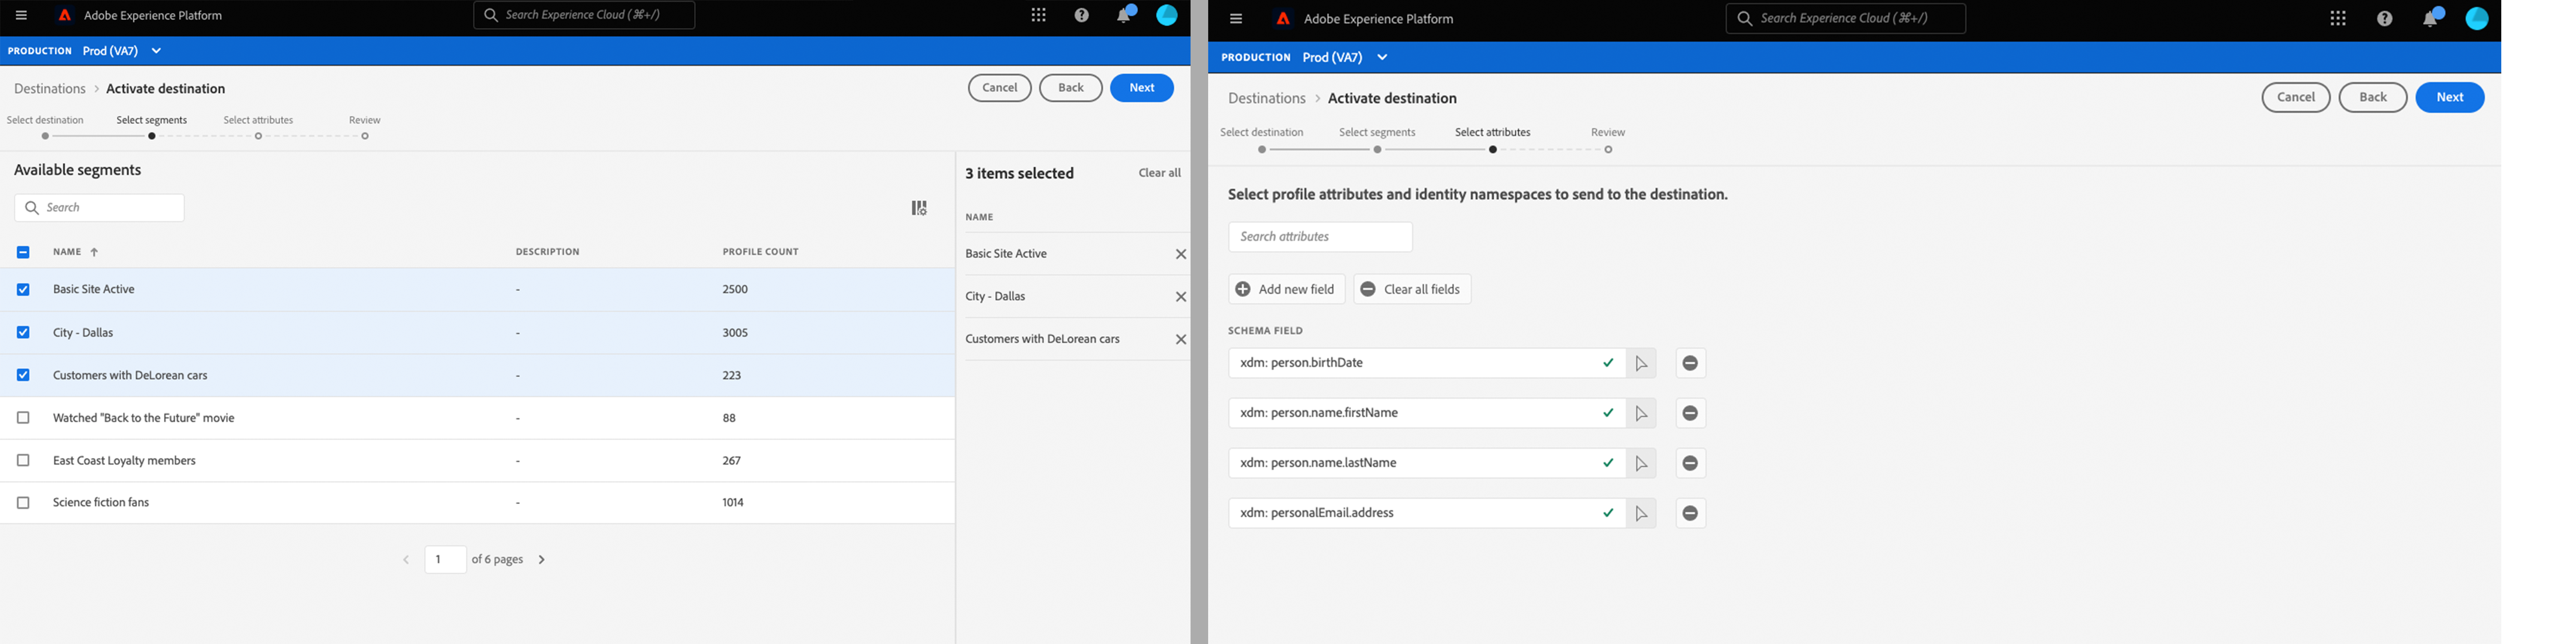 Adobe Experience Platform
Search Experience Cloud (⌘+/)
PRODUCTION Prod (VA7)
Destinations > Activate destination
Cancel Back Next
Select destination Select segments Select attributes Review
Available segments
Search
NAME ↑ DESCRIPTION PROFILE COUNT
Basic Site Active - 2500
City - Dallas - 3005
Customers with DeLorean cars - 223
Watched "Back to the Future" movie - 88
East Coast Loyalty members - 267
Science fiction fans - 1014
< 1 of 6 pages >
3 items selected Clear all
NAME
Basic Site Active
City - Dallas
Customers with DeLorean cars
Adobe Experience Platform
Search Experience Cloud (⌘+/)
PRODUCTION Prod (VA7)
Destinations > Activate destination
Cancel Back Next
Select destination Select segments Select attributes Review
Select profile attributes and identity namespaces to send to the destination.
Search attributes
Add new field Clear all fields
SCHEMA FIELD
xdm: person.birthDate
xdm: person.name.firstName
xdm: person.name.lastName
xdm: personalEmail.address